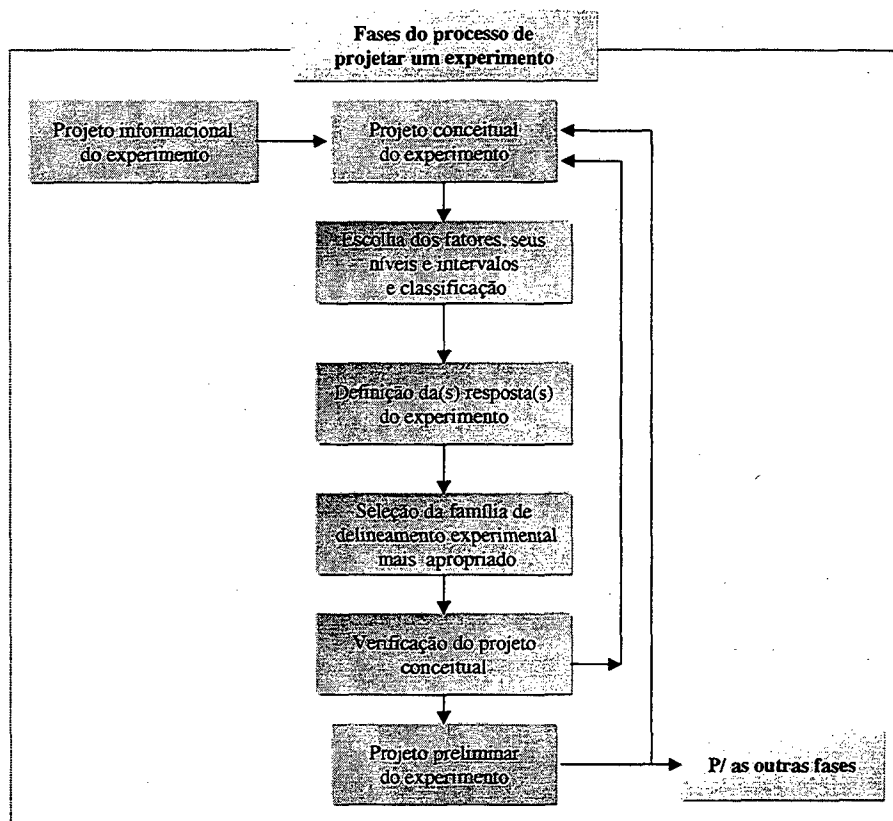 Fases do processo de
projetar um experimento
Projeto informacional
do experimento
Projeto conceitual
do experimento
Escolha dos fatores, seus
níveis e intervalos
e classificação
Definição da(s) resposta(s)
do experimento
Seleção da família de
delineamento experimental
mais apropriado
Verificação do projeto
conceitual
Projeto preliminar
do experimento
P/ as outras fases